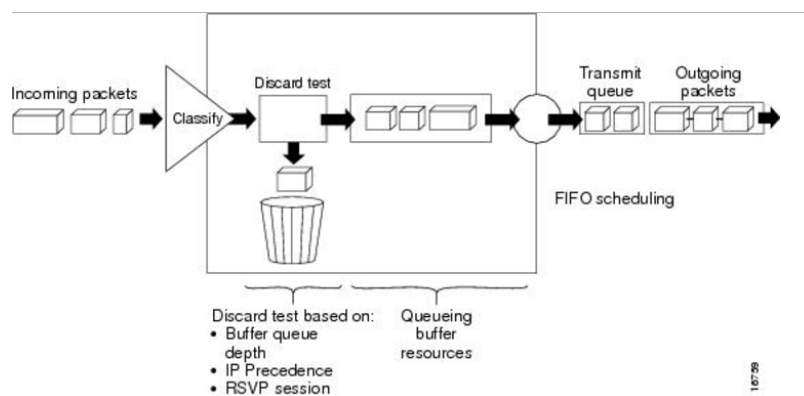 Incoming packets
Classify
Discard test
Transmit
queue
Outgoing
packets
FIFO scheduling
Discard test based on:
• Buffer queue
depth
• IP Precedence
• RSVP session
Queueing
buffer
resources
16759